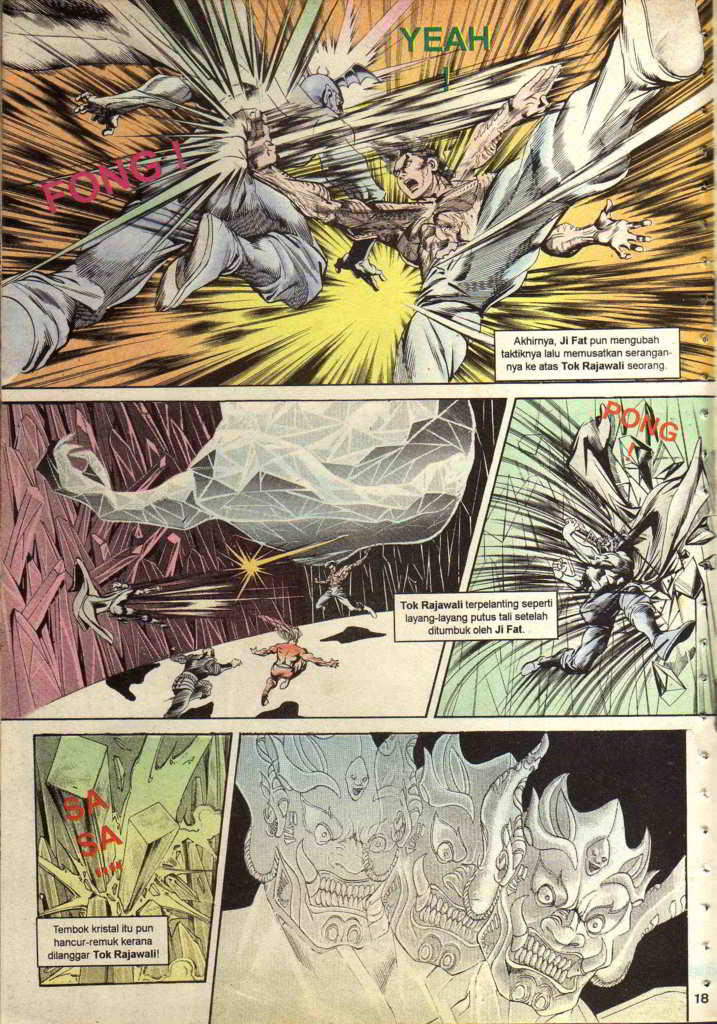 YEAH
!
FONG !
Akhirnya, Ji Fat pun mengubah
taktiknya lalu memusatkan serangan-
nya ke atas Tok Rajawali seorang.
PONG
!
Tok Rajawali terpelanting seperti
layang-layang putus tali setelah
ditumbuk oleh Ji Fat.
SA
SA
"
Tembok kristal itu pun
hancur-remuk kerana
dilanggar Tok Rajawali!
18